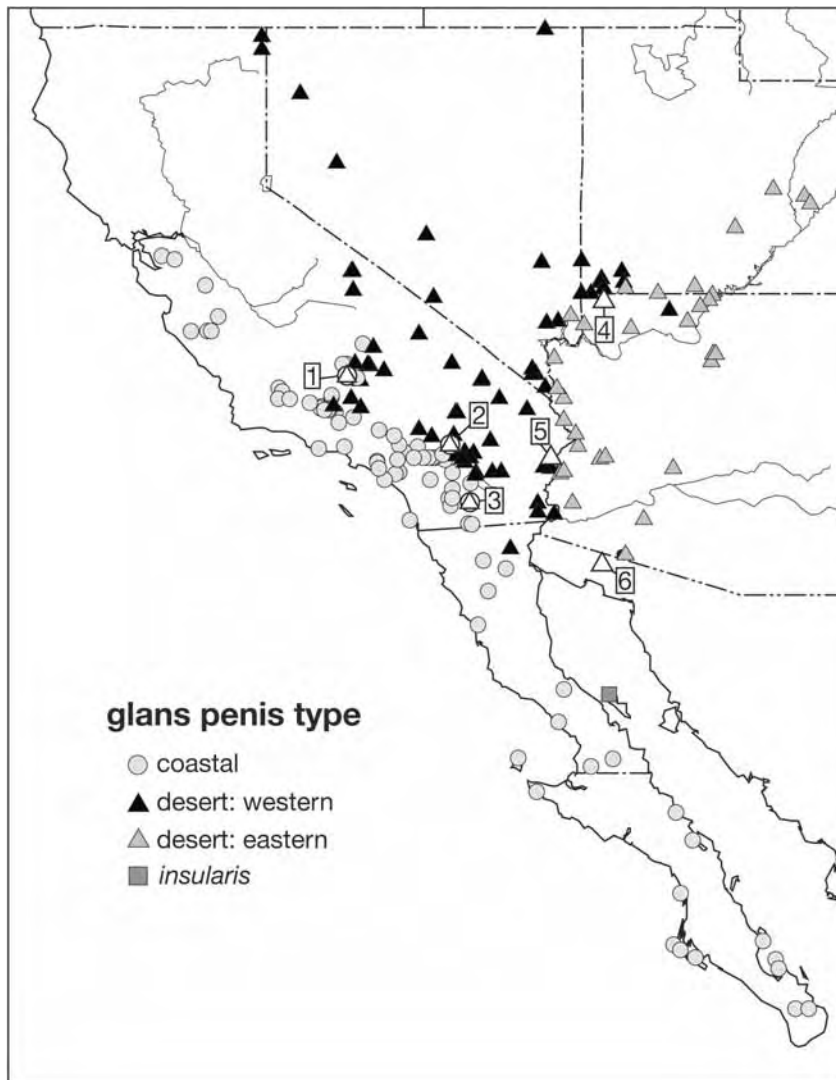 1
2
3
4
5
6
glans penis type
coastal
desert: western
desert: eastern
insularis